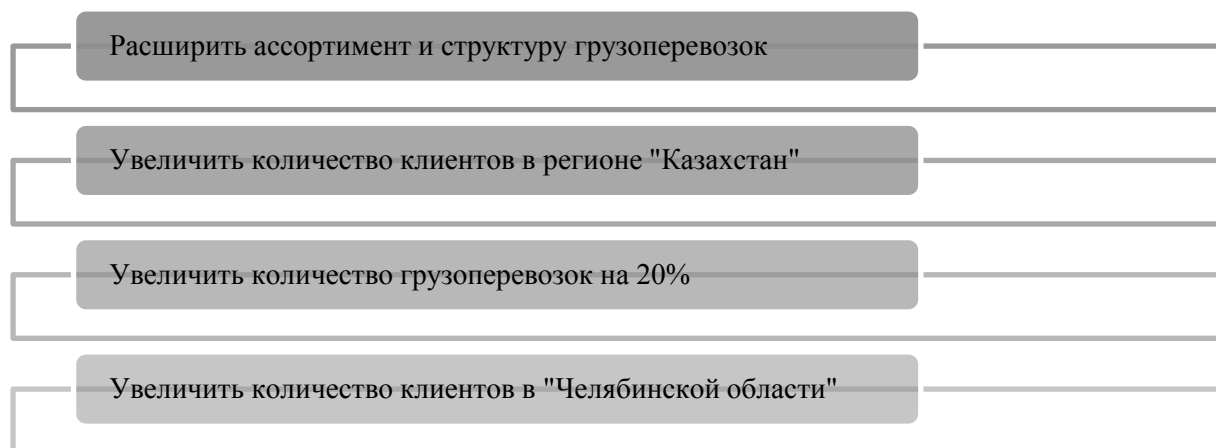 Расширить ассортимент и структуру грузоперевозок
Увеличить количество клиентов в регионе "Казахстан"
Увеличить количество грузоперевозок на 20%
Увеличить количество клиентов в "Челябинской области"